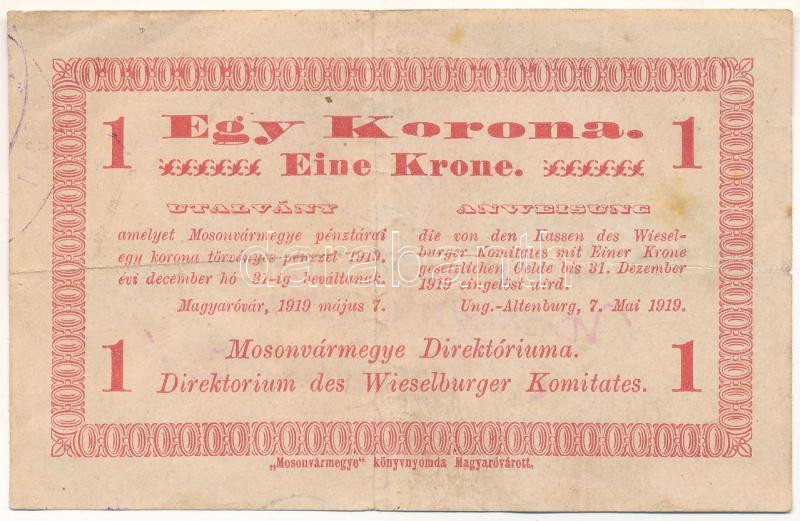 1 Egy Korona. 1
Eine Krone.
UTALVÁNY
amelyet Mosonvármegye pénztárai
egy korona törvényes pénzzel 1919.
évi december hó 31-ig beváltanak.
Magyaróvár, 1919 május 7.
ANWEISUNG
die von den Kassen des Wiesel-
burger Komitates mit Einer Krone
gesetzlichen Gelde bis 31. Dezember
1919 eingelöst wird.
Ung.-Altenburg, 7. Mai 1919.
darabanth
1 Mosonvármegye Direktóriuma. 1
Direktorium des Wieselburger Komitates.
„Mosonvármegye" könyvnyomda Magyaróvárott.